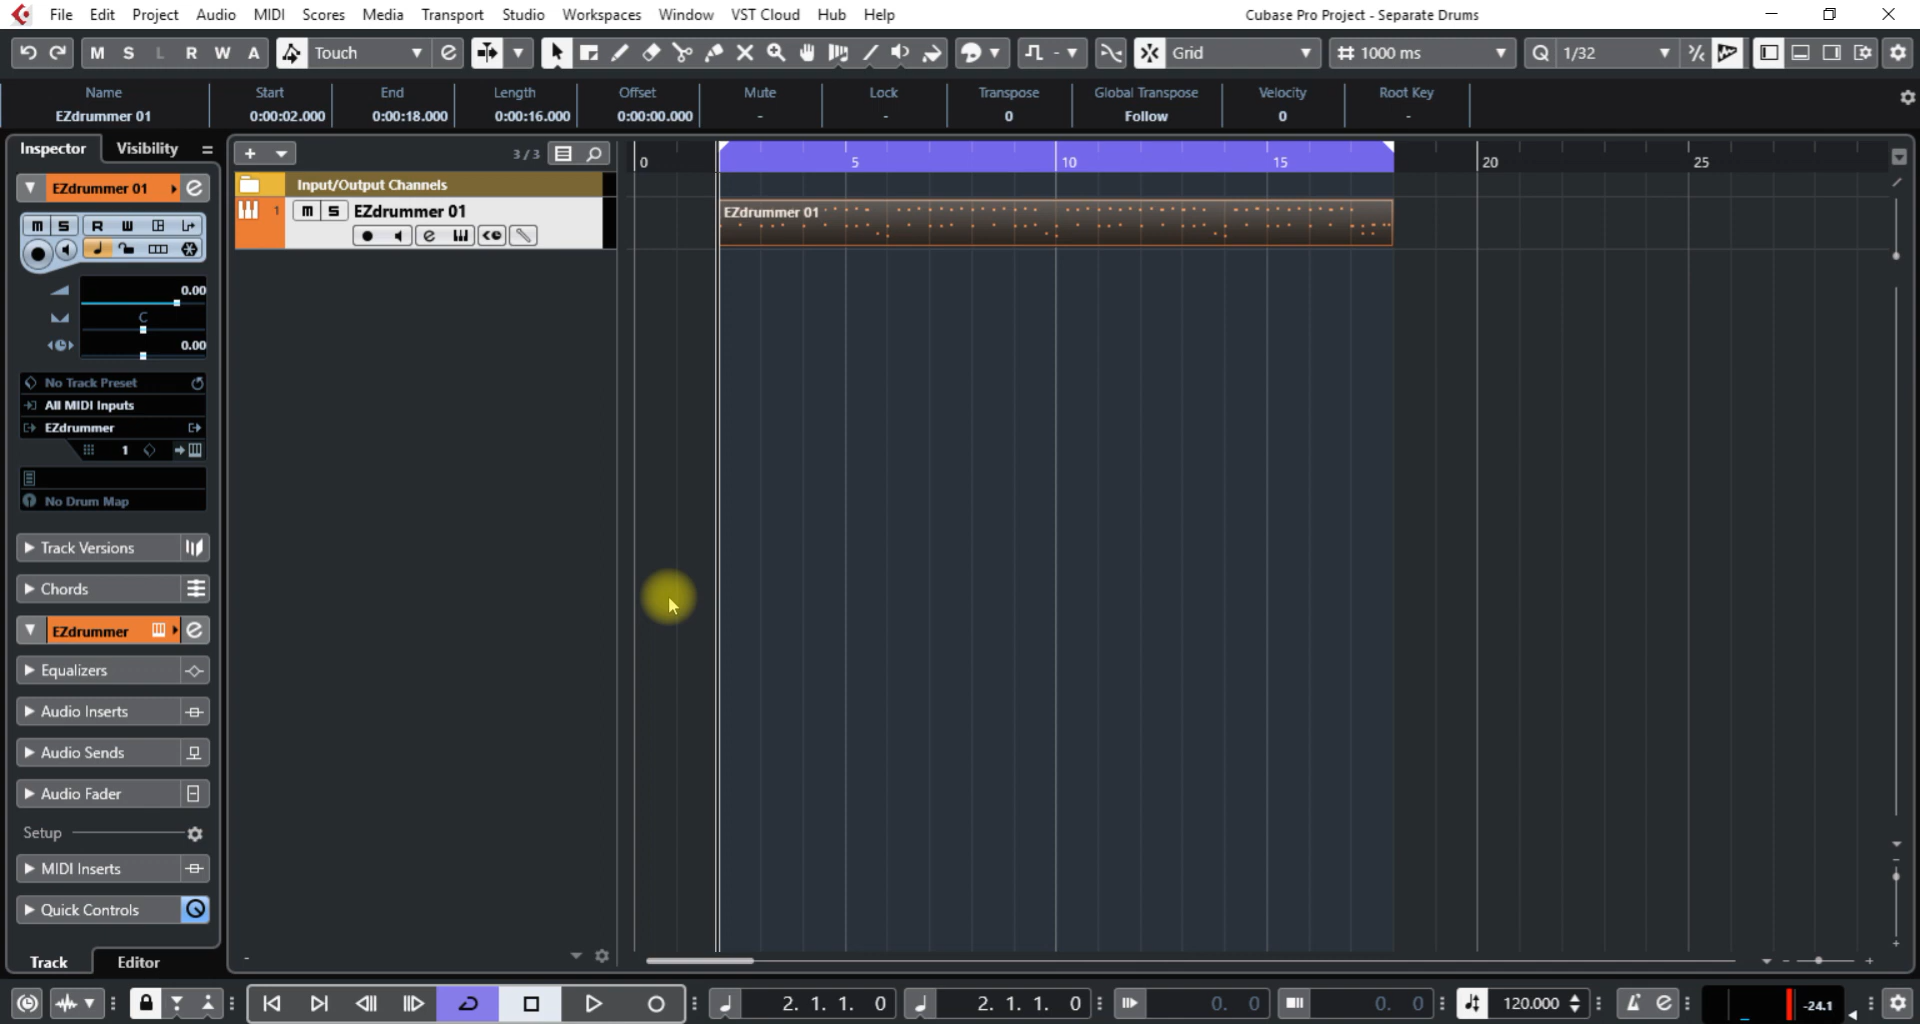 File Edit Project Audio MIDI Scores Media Transport Studio Workspaces Window VST Cloud Hub Help
Cubase Pro Project - Separate Drums
M S L R W A Touch Grid 1000 ms Q 1/32
Name Start End Length Offset Mute Lock Transpose Global Transpose Velocity Root Key
EZdrummer 01 0:00:02.000 0:00:18.000 0:00:16.000 0:00:00.000 - - 0 Follow 0 -
Inspector Visibility
3 / 3
0 5 10 15 20 25
EZdrummer 01
Input/Output Channels
1 m S EZdrummer 01
EZdrummer 01
m S R W
0.00
C
0.00
No Track Preset
All MIDI Inputs
EZdrummer
1
No Drum Map
Track Versions
Chords
EZdrummer
Equalizers
Audio Inserts
Audio Sends
Audio Fader
Setup
MIDI Inserts
Quick Controls
Track Editor
2. 1. 1. 0 2. 1. 1. 0 0. 0 0. 0 120.000 -24.1